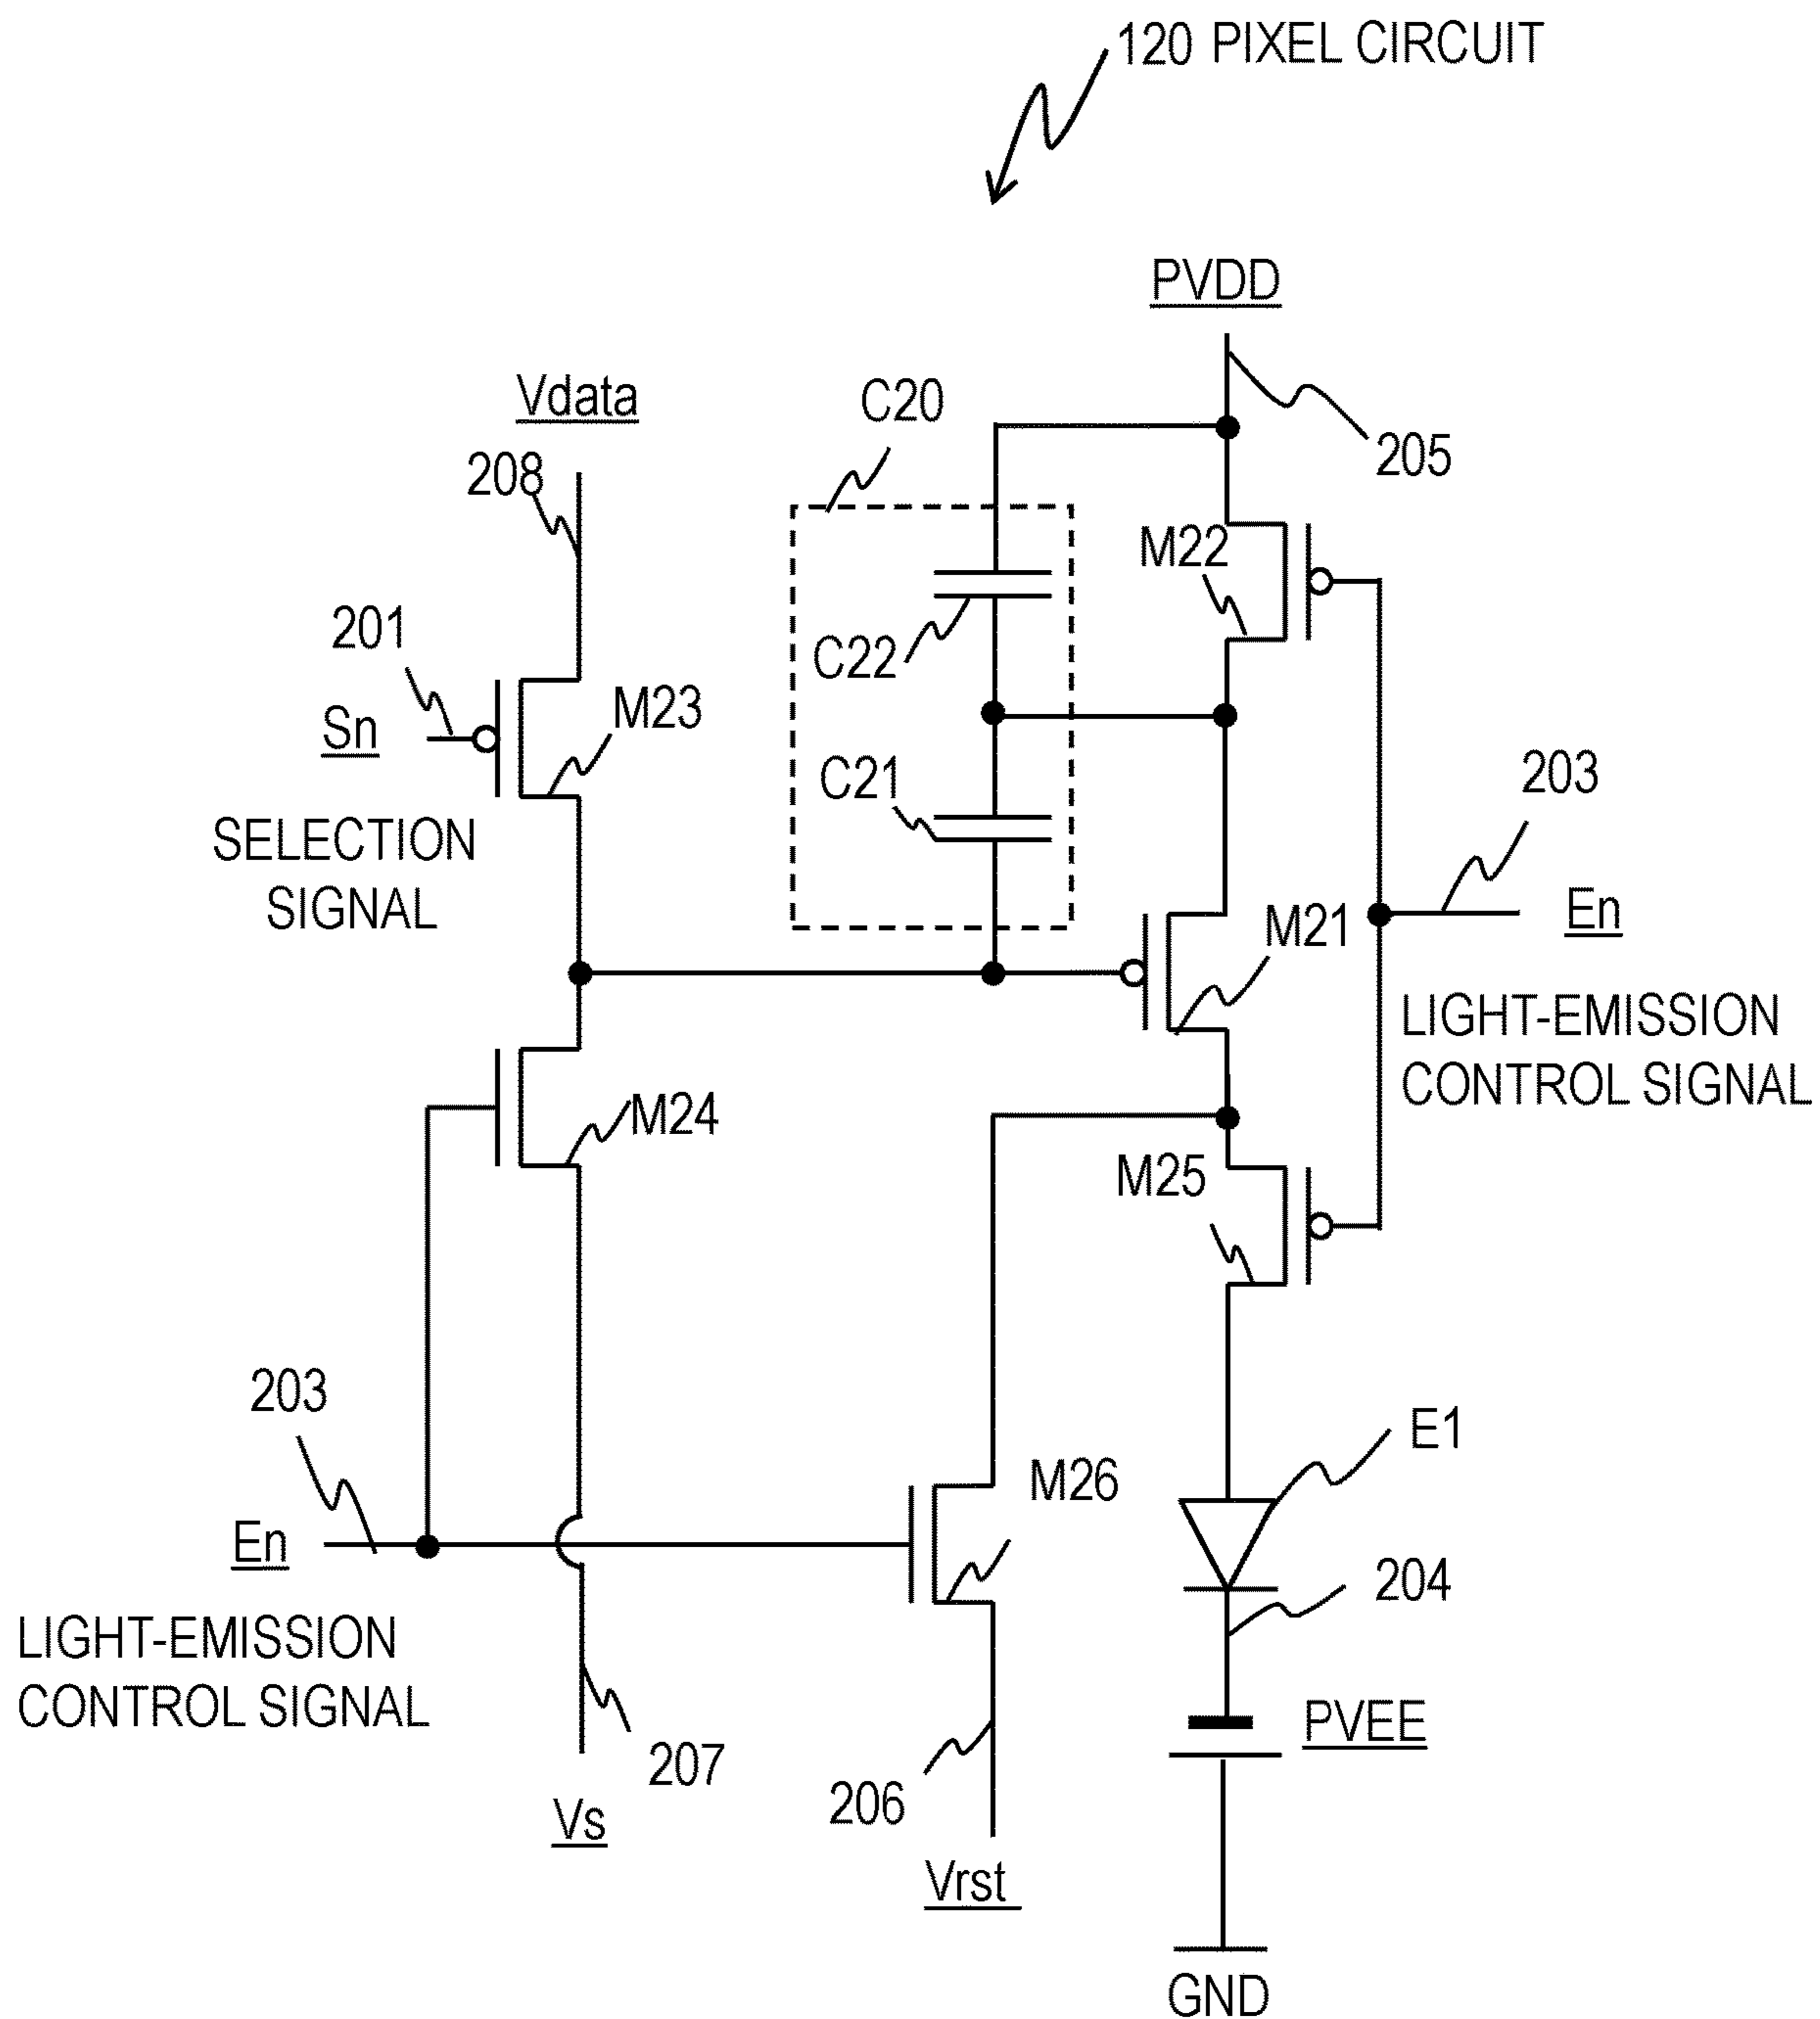 120 PIXEL CIRCUIT
PVDD
Vdata
C20
205
208
M22
201
C22
Sn
M23
C21
203
SELECTION
SIGNAL
M21
En
LIGHT-EMISSION
CONTROL SIGNAL
M24
M25
203
E1
En
M26
204
LIGHT-EMISSION
CONTROL SIGNAL
PVEE
207
206
Vs
Vrst
GND